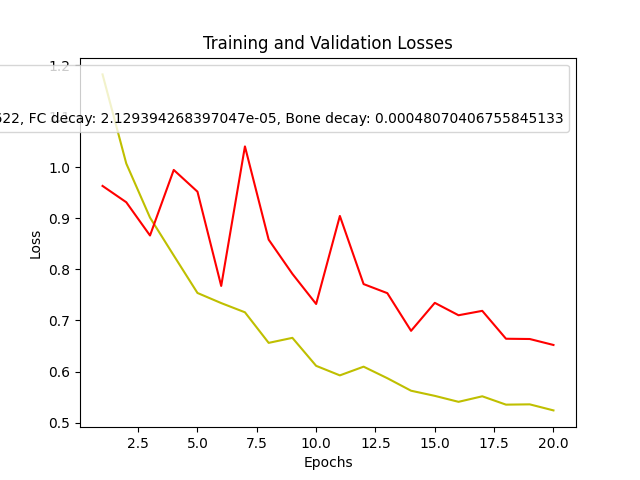 Training and Validation Losses
1.2
522, FC decay: 2.129394268397047e-05, Bone decay: 0.00048070406755845133
1.0
0.9
0.8
0.7
0.6
0.5
Loss
2.5 5.0 7.5 10.0 12.5 15.0 17.5 20.0
Epochs